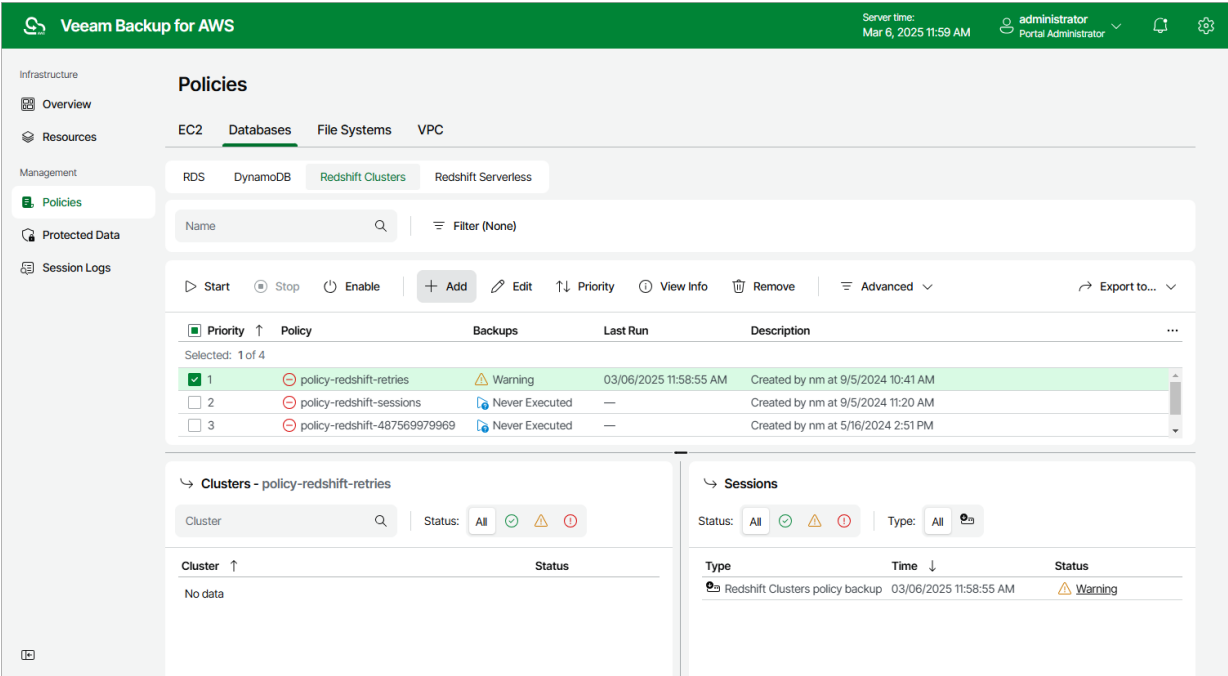 Veeam Backup for AWS
Server time:
Mar 6, 2025 11:59 AM
administrator
Portal Administrator
Infrastructure
Overview
Resources
Management
Policies
Protected Data
Session Logs
Policies
EC2 Databases File Systems VPC
RDS DynamoDB Redshift Clusters Redshift Serverless
Name Filter (None)
Start Stop Enable Add Edit Priority View Info Remove Advanced Export to...
Priority Policy Backups Last Run Description ...
Selected: 1 of 4
1 policy-redshift-retries Warning 03/06/2025 11:58:55 AM Created by nm at 9/5/2024 10:41 AM
2 policy-redshift-sessions Never Executed — Created by nm at 9/5/2024 11:20 AM
3 policy-redshift-487569979969 Never Executed — Created by nm at 5/16/2024 2:51 PM
Clusters - policy-redshift-retries
Cluster Status: All
Cluster Status
No data
Sessions
Status: All Type: All
Type Time Status
Redshift Clusters policy backup 03/06/2025 11:58:55 AM Warning